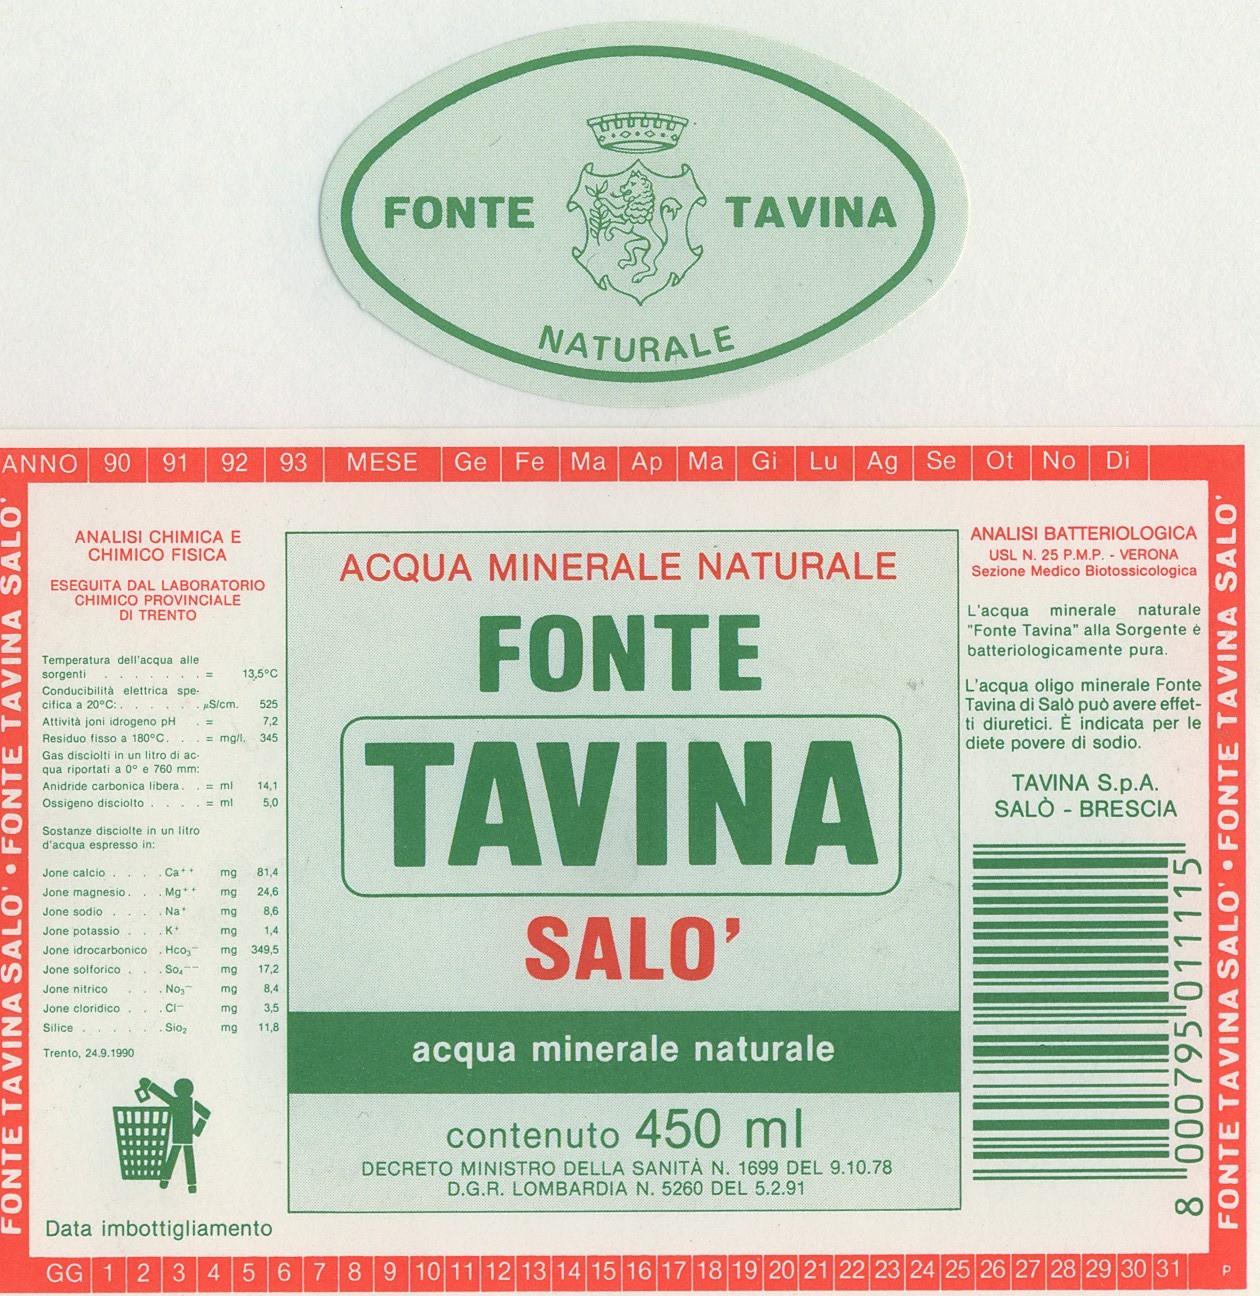 FONTE TAVINA
NATURALE
ANNO 90 91 92 93 MESE Ge Fe Ma Ap Ma Gi Lu Ag Se Ot No Di
FONTE TAVINA SALO' • FONTE TAVINA SALO'
ANALISI CHIMICA E
CHIMICO FISICA
ESEGUITA DAL LABORATORIO
CHIMICO PROVINCIALE
DI TRENTO
Temperatura dell'acqua alle
sorgenti . . . . . . . = 13,5°C
Conducibilità elettrica spe-
cifica a 20°C: . . . . . . µS/cm. 525
Attività joni idrogeno pH . = 7,2
Residuo fisso a 180°C. . . = mg/l. 345
Gas disciolti in un litro di ac-
qua riportati a 0° e 760 mm:
Anidride carbonica libera . . = ml 14,1
Ossigeno disciolto . . . . = ml 5,0
Sostanze disciolte in un litro
d'acqua espresso in:
Jone calcio . . . . Ca⁺⁺ mg 81,4
Jone magnesio . . . Mg⁺⁺ mg 24,6
Jone sodio . . . . Na⁺ mg 8,6
Jone potassio . . . K⁺ mg 1,4
Jone idrocarbonico . Hco₃⁻ mg 349,5
Jone solforico . . . So₄⁻⁻ mg 17,2
Jone nitrico . . . No₃⁻ mg 8,4
Jone cloridico . . . Cl⁻ mg 3,5
Silice . . . . . . Sio₂ mg 11,8
Trento, 24.9.1990
Data imbottigliamento
ACQUA MINERALE NATURALE
FONTE
TAVINA
SALO'
acqua minerale naturale
contenuto 450 ml
DECRETO MINISTRO DELLA SANITÀ N. 1699 DEL 9.10.78
D.G.R. LOMBARDIA N. 5260 DEL 5.2.91
ANALISI BATTERIOLOGICA
USL N. 25 P.M.P. - VERONA
Sezione Medico Biotossicologica
L'acqua minerale naturale
"Fonte Tavina" alla Sorgente è
batteriologicamente pura.
L'acqua oligo minerale Fonte
Tavina di Salò può avere effet-
ti diuretici. È indicata per le
diete povere di sodio.
TAVINA S.p.A.
SALÒ - BRESCIA
8 000795 011115
FONTE TAVINA SALO' • FONTE TAVINA SALO'
GG 1 2 3 4 5 6 7 8 9 10 11 12 13 14 15 16 17 18 19 20 21 22 23 24 25 26 27 28 29 30 31 P